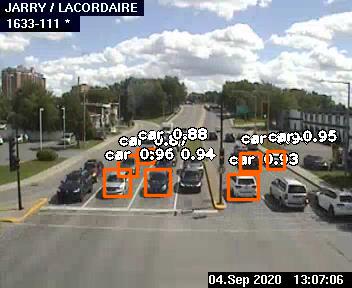 JARRY / LACORDAIRE
1633-111 *
car 0.88
car 0.95
car 0.96
0.94
car 0.93
04.Sep 2020 13:07:06